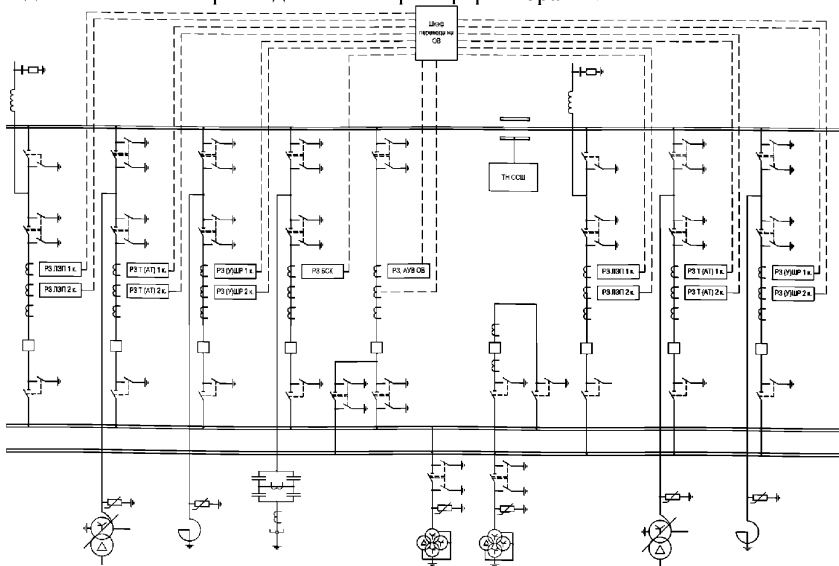 Шкаф
перевода на
ОВ
ТН ОСШ
РЗ ЛЭП 1 к.
РЗ ЛЭП 2 к.
РЗ Т (АТ) 1 к.
РЗ Т (АТ) 2 к.
РЗ (У)ШР 1 к.
РЗ (У)ШР 2 к.
РЗ БСК
РЗ, АУВ ОВ
РЗ ЛЭП 1 к.
РЗ ЛЭП 2 к.
РЗ Т (АТ) 1 к.
РЗ Т (АТ) 2 к.
РЗ (У)ШР 1 к.
РЗ (У)ШР 2 к.